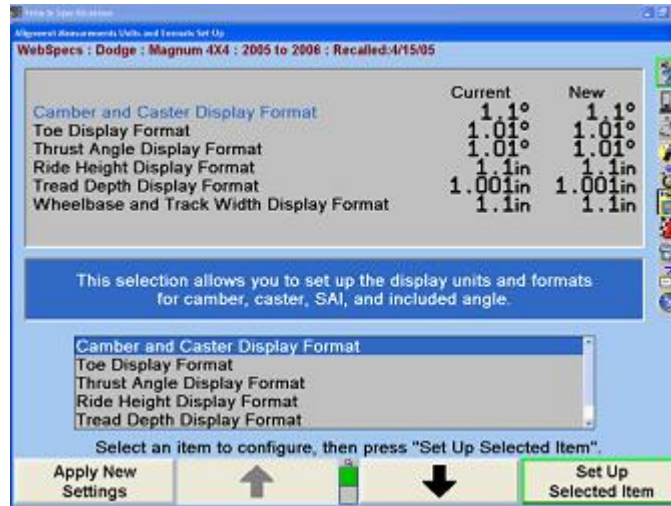 Vehicle Specifications
Alignment Measurements Units and Formats Set Up
WebSpecs : Dodge : Magnum 4X4 : 2005 to 2006 : Recalled:4/15/05
Current New
Camber and Caster Display Format 1.1° 1.1°
Toe Display Format 1.01° 1.01°
Thrust Angle Display Format 1.01° 1.01°
Ride Height Display Format 1.1in 1.1in
Tread Depth Display Format 1.001in 1.001in
Wheelbase and Track Width Display Format 1.1in 1.1in
This selection allows you to set up the display units and formats
for camber, caster, SAI, and included angle.
Camber and Caster Display Format
Toe Display Format
Thrust Angle Display Format
Ride Height Display Format
Tread Depth Display Format
Select an item to configure, then press "Set Up Selected Item".
Apply New
Settings
Set Up
Selected Item